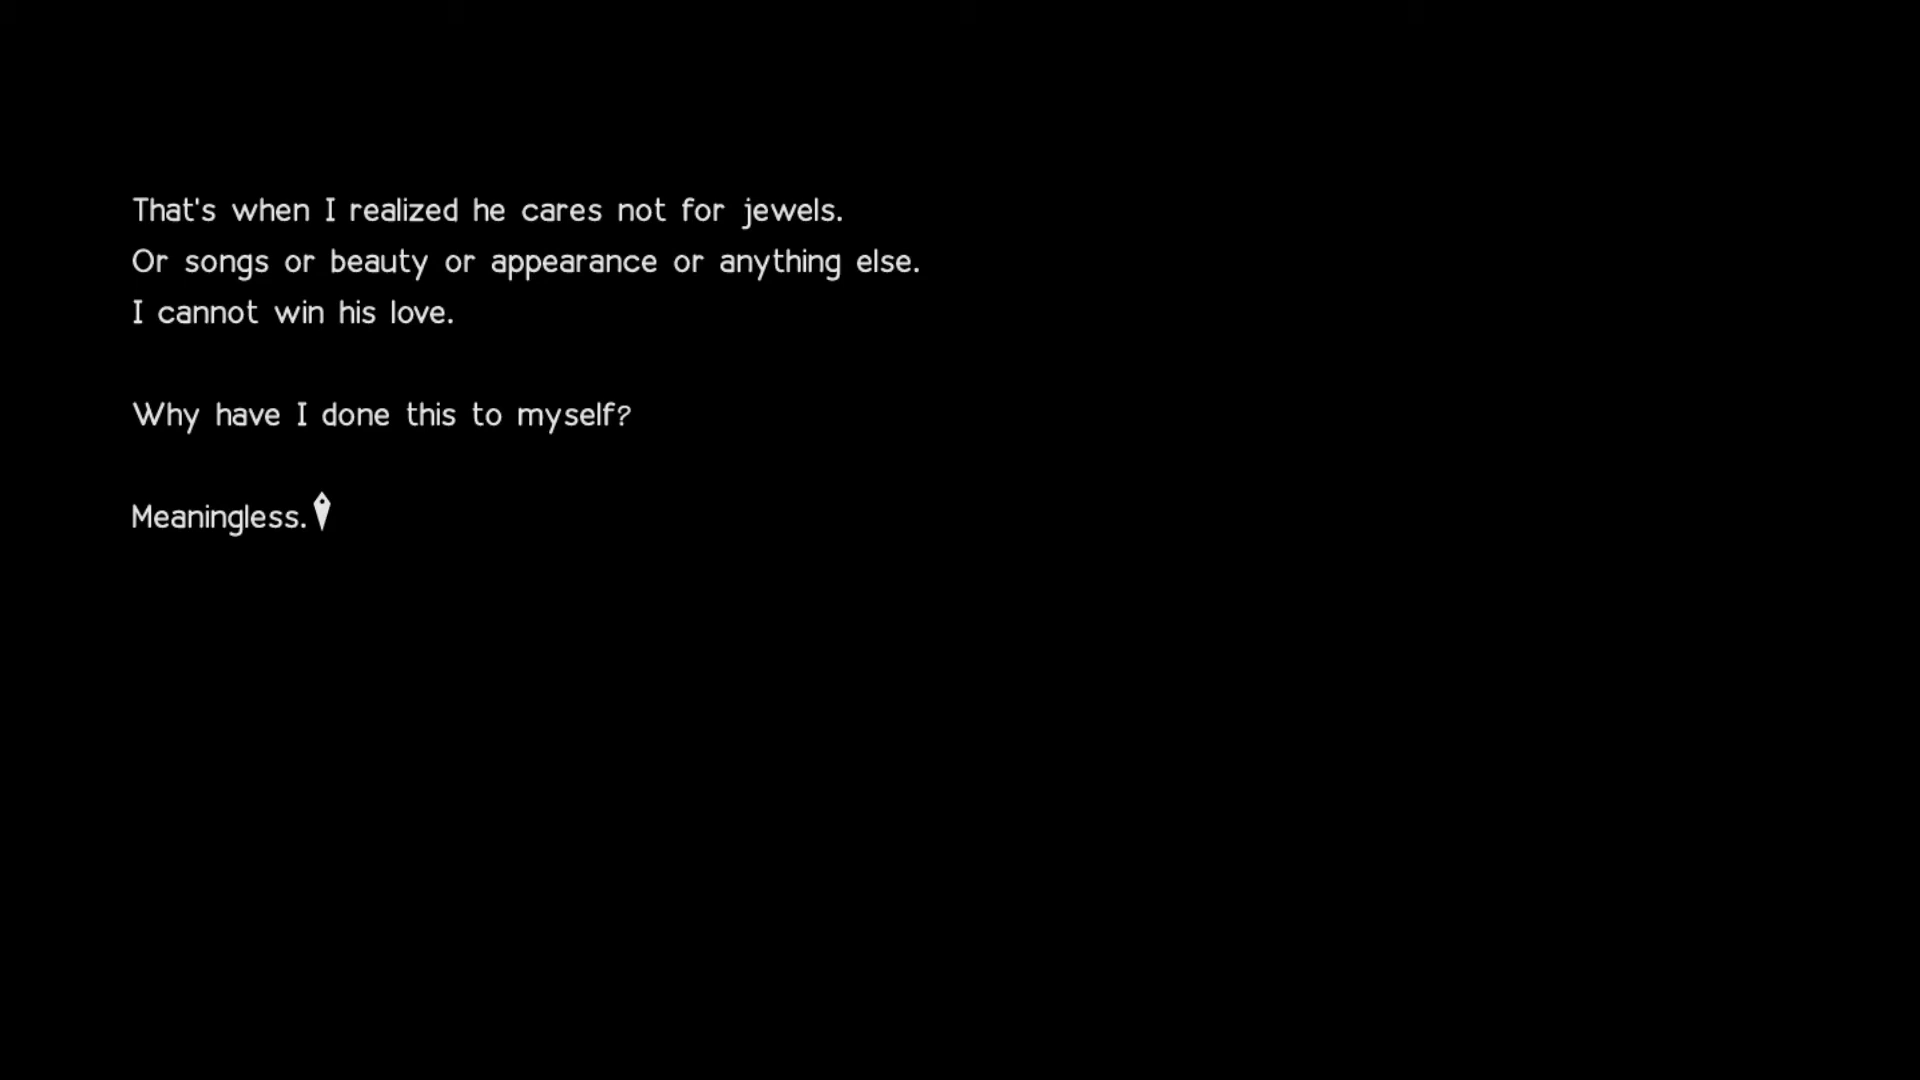 That's when I realized he cares not for jewels.
Or songs or beauty or appearance or anything else.
I cannot win his love.
Why have I done this to myself?
Meaningless.